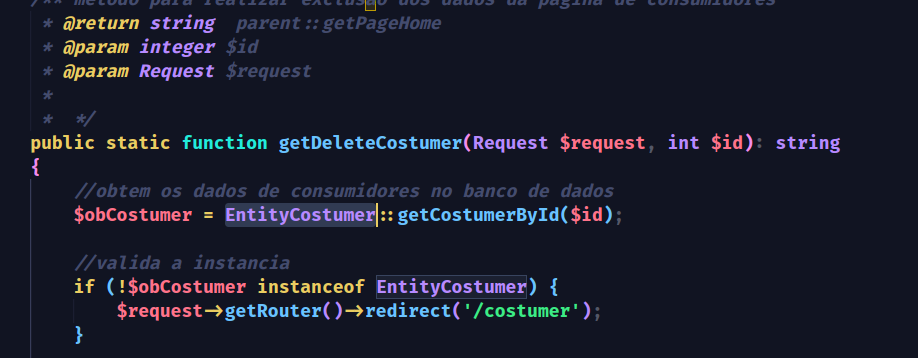 /** metodo para realizar exclusão dos dados da pagina de consumidores
* @return string parent::getPageHome
* @param integer $id
* @param Request $request
*
* */
public static function getDeleteCostumer(Request $request, int $id): string
{
//obtem os dados de consumidores no banco de dados
$obCostumer = EntityCostumer::getCostumerById($id);
//valida a instancia
if (!$obCostumer instanceof EntityCostumer) {
$request->getRouter()->redirect('/costumer');
}